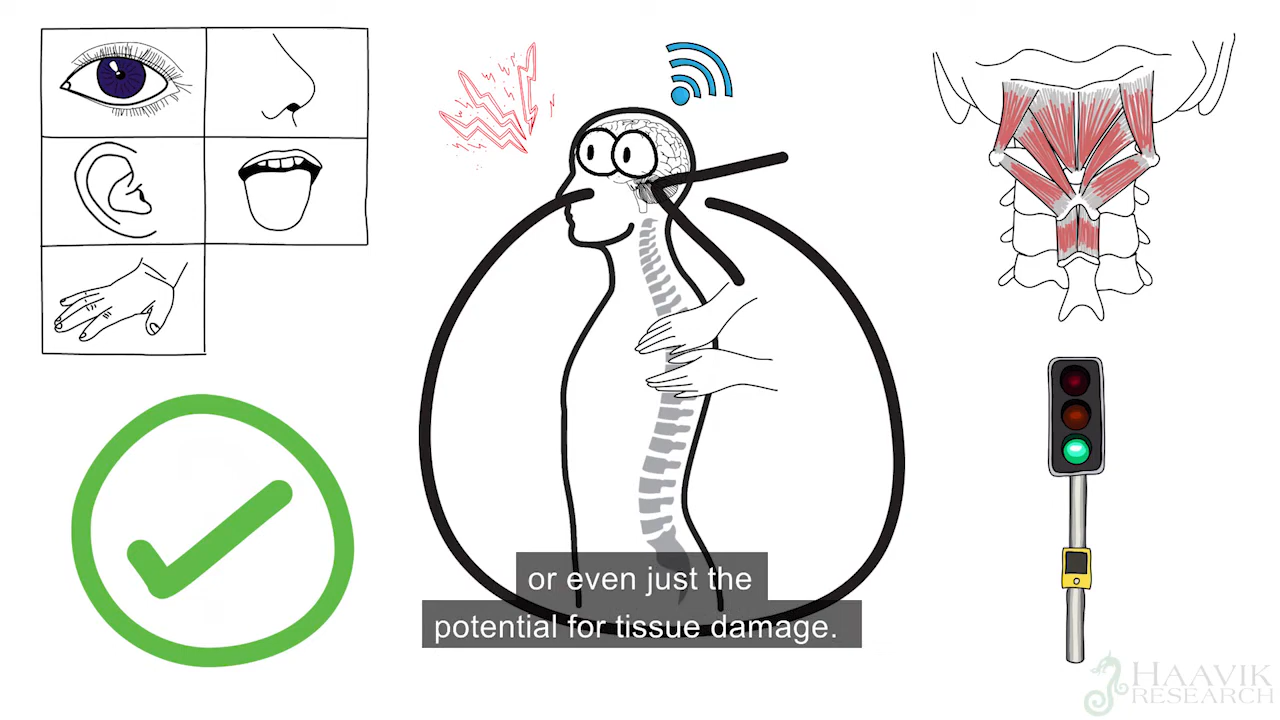 or even just the
potential for tissue damage.
HAAVIK
RESEARCH